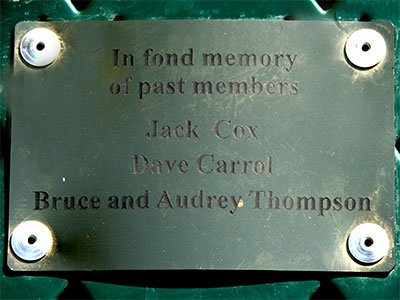 In fond memory
of past members
Jack Cox
Dave Carrol
Bruce and Audrey Thompson